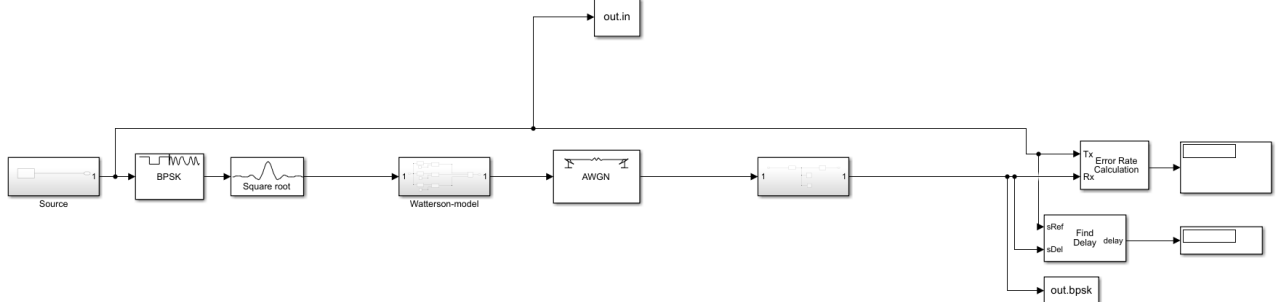 out.in
1
Source
BPSK
Square root
1
1
Watterson-model
AWGN
1
1
Tx
Rx
Error Rate
Calculation
sRef
sDel
Find
Delay
delay
out.bpsk